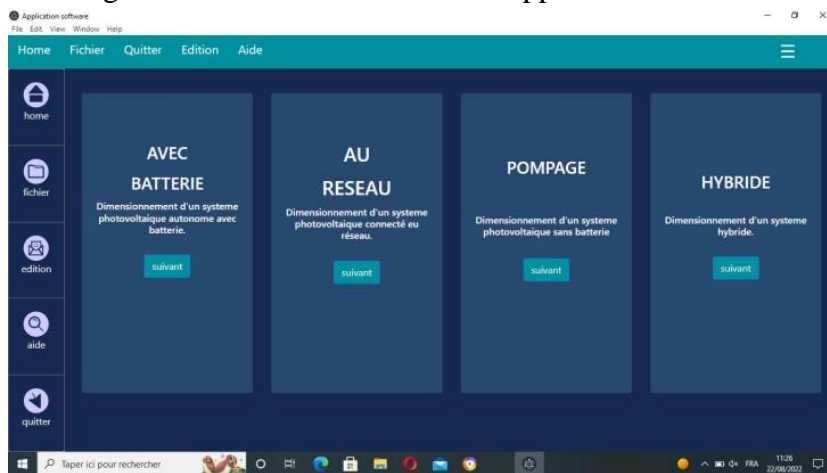 Application software
File Edit View Window Help
Home Fichier Quitter Edition Aide
home
fichier
edition
aide
quitter
AVEC
BATTERIE
Dimensionnement d'un systeme
photovoltaique autonome avec
batterie.
suivant
AU
RESEAU
Dimensionnement d'un systeme
photovoltaique connecté eu
réseau.
suivant
POMPAGE
Dimensionnement d'un systeme
photovoltaique sans batterie
suivant
HYBRIDE
Dimensionnement d'un systeme
hybride.
suivant
Taper ici pour rechercher
FRA
11:26
22/08/2022